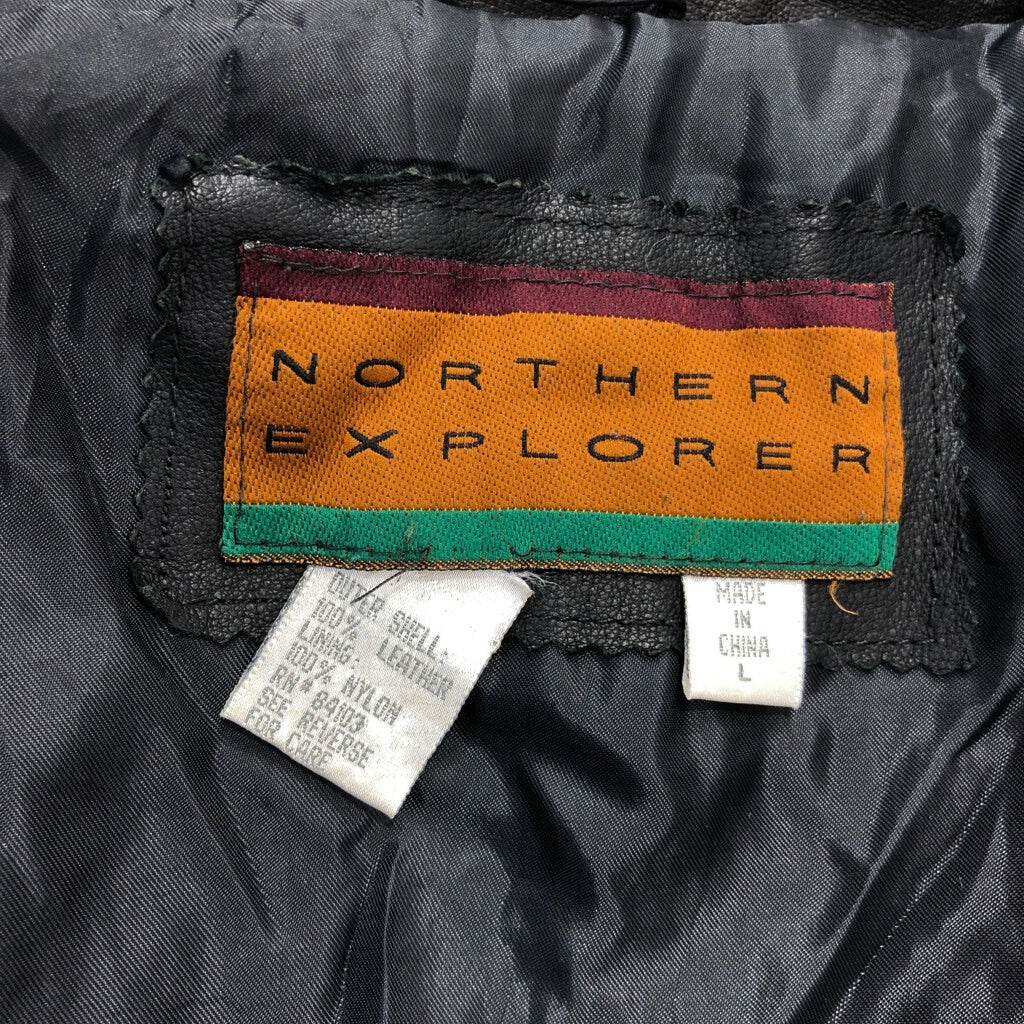 NORTHERN
EXPLORER
OUTER SHELL:
100% LEATHER
LINING:
100% NYLON
RN# 84103
SEE REVERSE
FOR CARE
MADE
IN
CHINA
L